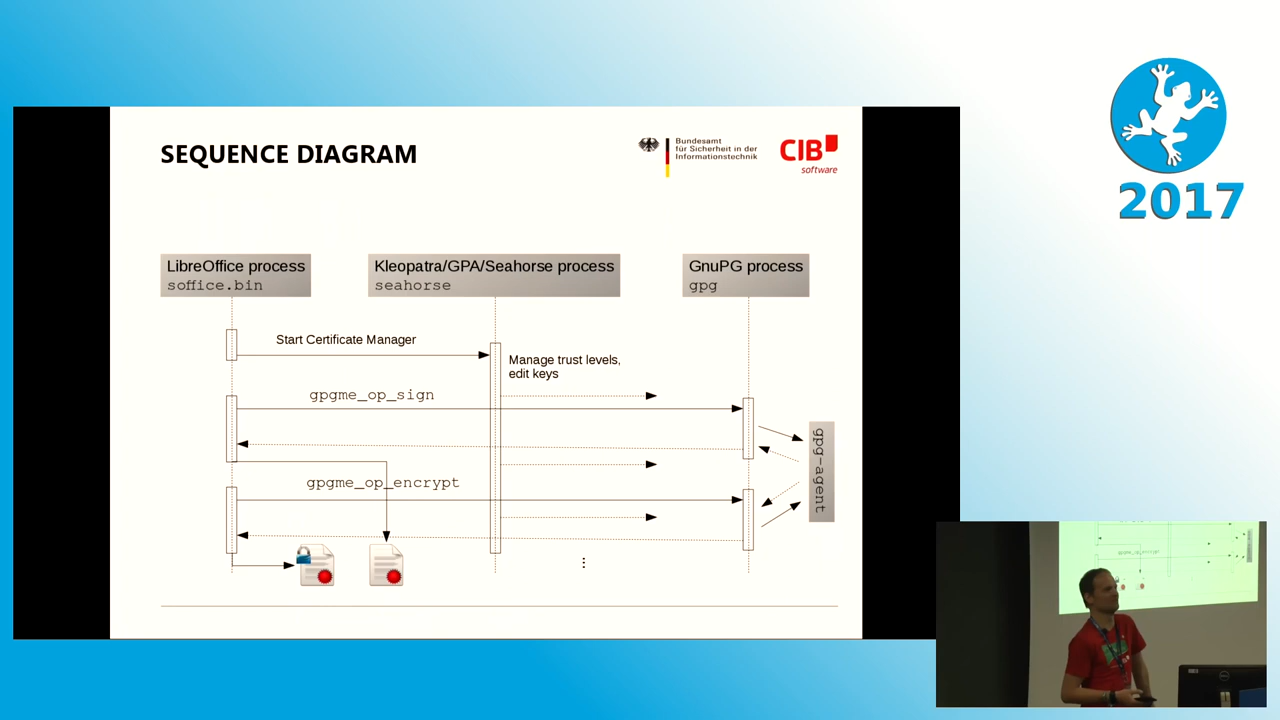 SEQUENCE DIAGRAM
Bundesamt
für Sicherheit in der
Informationstechnik
CIB
software
2017
LibreOffice process
soffice.bin
Kleopatra/GPA/Seahorse process
seahorse
GnuPG process
gpg
Start Certificate Manager
Manage trust levels,
edit keys
gpgme_op_sign
gpg-agent
gpgme_op_encrypt